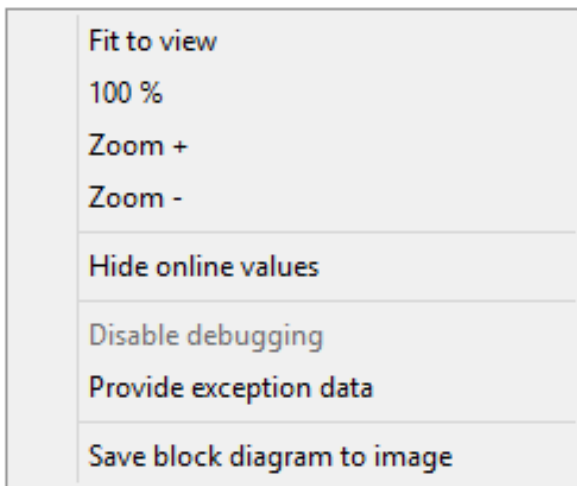 Fit to view
100 %
Zoom +
Zoom -
Hide online values
Disable debugging
Provide exception data
Save block diagram to image